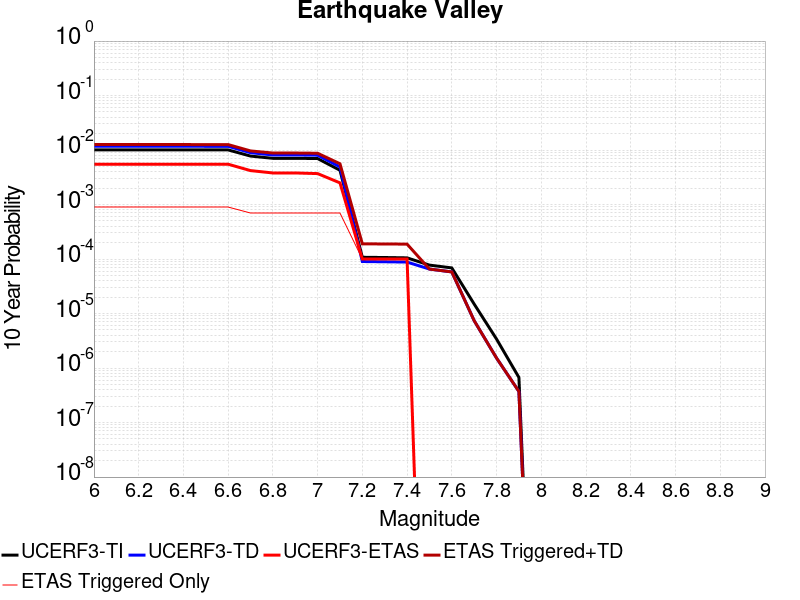 Earthquake Valley
10^0
10^-1
10^-2
10^-3
10^-4
10^-5
10^-6
10^-7
10^-8
10 Year Probability
6 6.2 6.4 6.6 6.8 7 7.2 7.4 7.6 7.8 8 8.2 8.4 8.6 8.8 9
Magnitude
UCERF3-TI UCERF3-TD UCERF3-ETAS ETAS Triggered+TD
ETAS Triggered Only